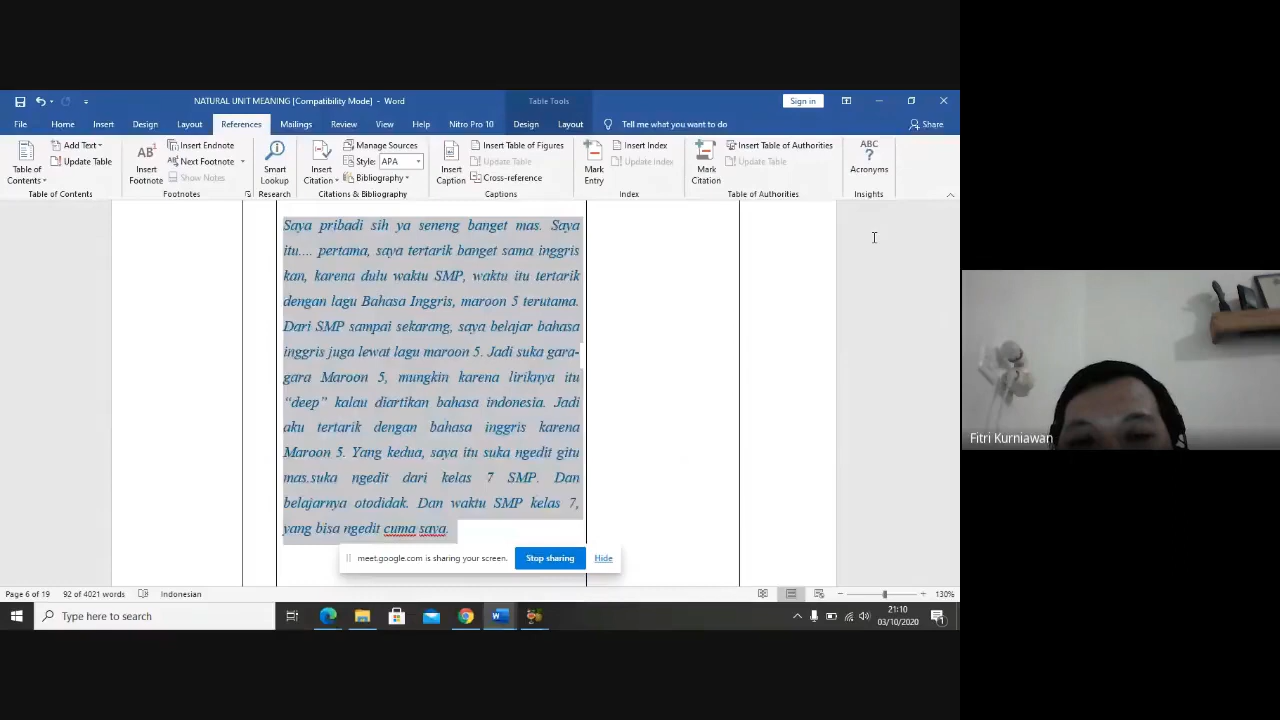 NATURAL UNIT MEANING [Compatibility Mode] - Word
Table Tools
Sign in
File Home Insert Design Layout References Mailings Review View Help Nitro Pro 10 Design Layout Tell me what you want to do Share
Table of Contents
Add Text
Update Table
Table of Contents
AB1
Insert Footnote
Insert Endnote
Next Footnote
Show Notes
Footnotes
Smart Lookup
Research
Insert Citation
Manage Sources
Style: APA
Bibliography
Citations & Bibliography
Insert Caption
Insert Table of Figures
Update Table
Cross-reference
Captions
Mark Entry
Insert Index
Update Index
Index
Mark Citation
Insert Table of Authorities
Update Table
Table of Authorities
ABC
?
Acronyms
Insights
Saya pribadi sih ya seneng banget mas. Saya
itu.... pertama, saya tertarik banget sama inggris
kan, karena dulu waktu SMP, waktu itu tertarik
dengan lagu Bahasa Inggris, maroon 5 terutama.
Dari SMP sampai sekarang, saya belajar bahasa
inggris juga lewat lagu maroon 5. Jadi suka gara-
gara Maroon 5, mungkin karena liriknya itu
“deep” kalau diartikan bahasa indonesia. Jadi
aku tertarik dengan bahasa inggris karena
Maroon 5. Yang kedua, saya itu suka ngedit gitu
mas.suka ngedit dari kelas 7 SMP. Dan
belajarnya otodidak. Dan waktu SMP kelas 7,
yang bisa ngedit cuma saya.
meet.google.com is sharing your screen. Stop sharing Hide
Page 6 of 19 92 of 4021 words Indonesian 130%
Type here to search
21:10
03/10/2020
1
Fitri Kurniawan